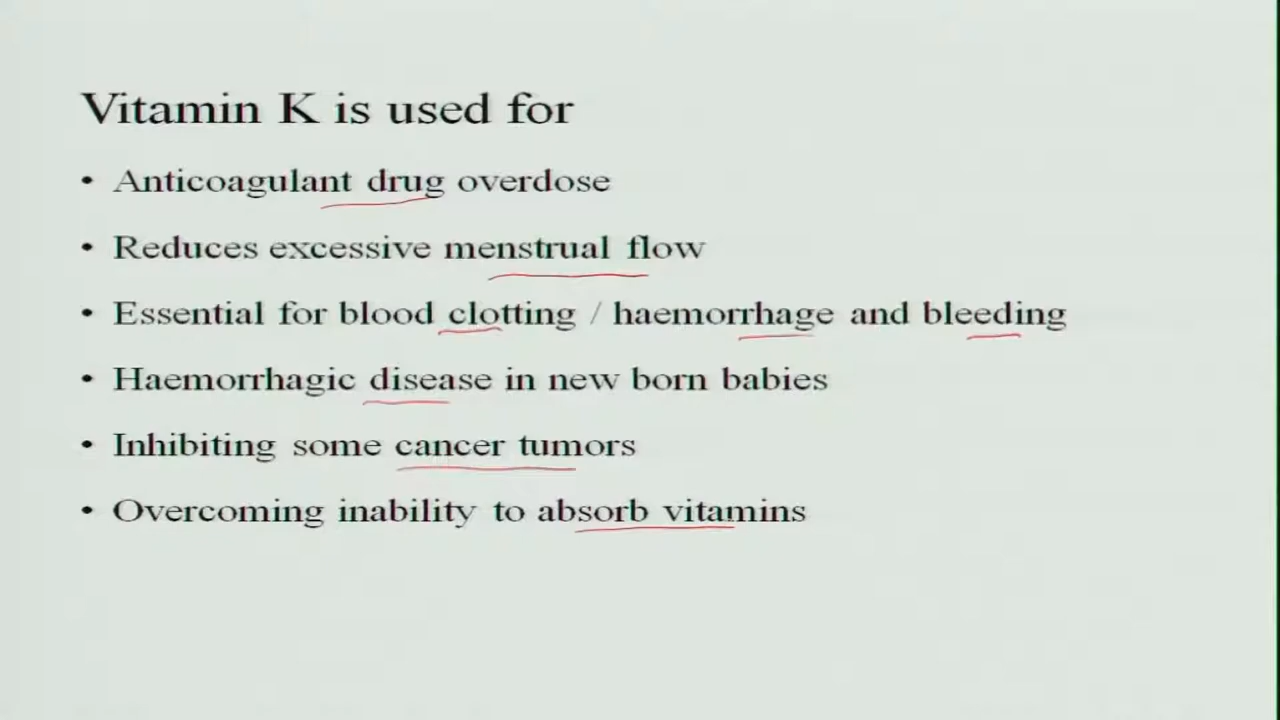 Vitamin K is used for
• Anticoagulant drug overdose
• Reduces excessive menstrual flow
• Essential for blood clotting / haemorrhage and bleeding
• Haemorrhagic disease in new born babies
• Inhibiting some cancer tumors
• Overcoming inability to absorb vitamins